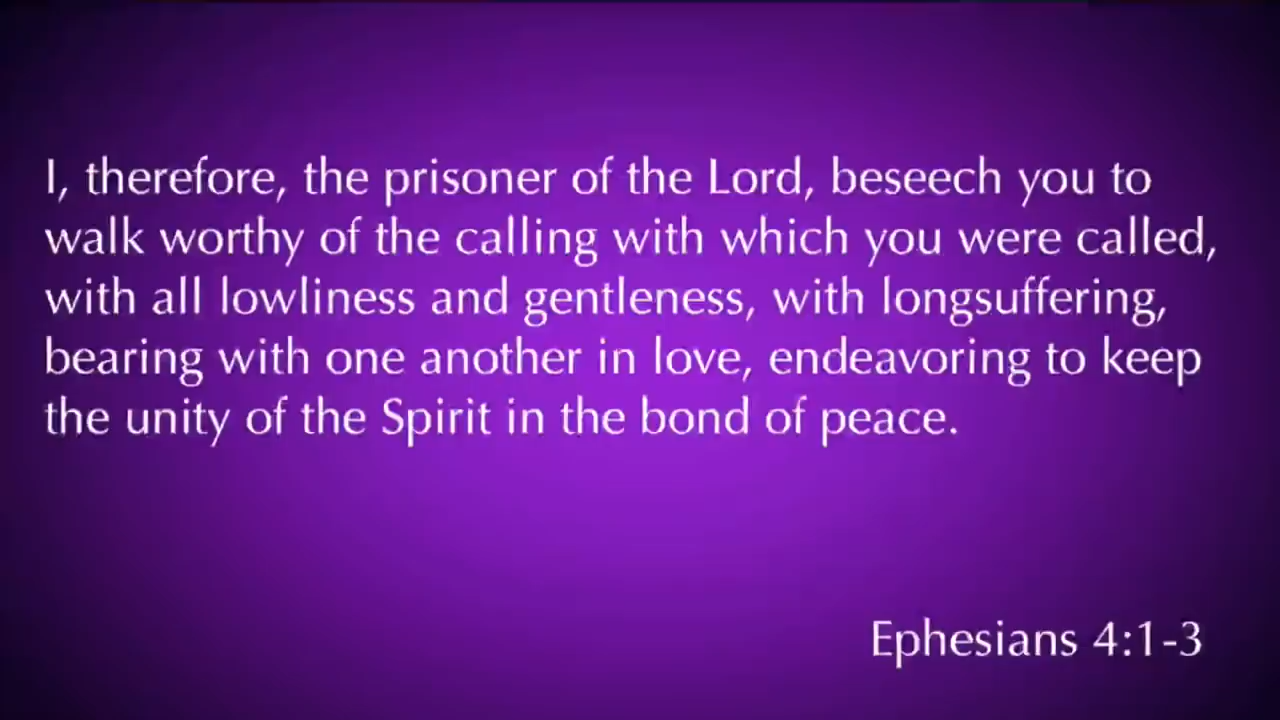 I, therefore, the prisoner of the Lord, beseech you to
walk worthy of the calling with which you were called,
with all lowliness and gentleness, with longsuffering,
bearing with one another in love, endeavoring to keep
the unity of the Spirit in the bond of peace.
Ephesians 4:1-3